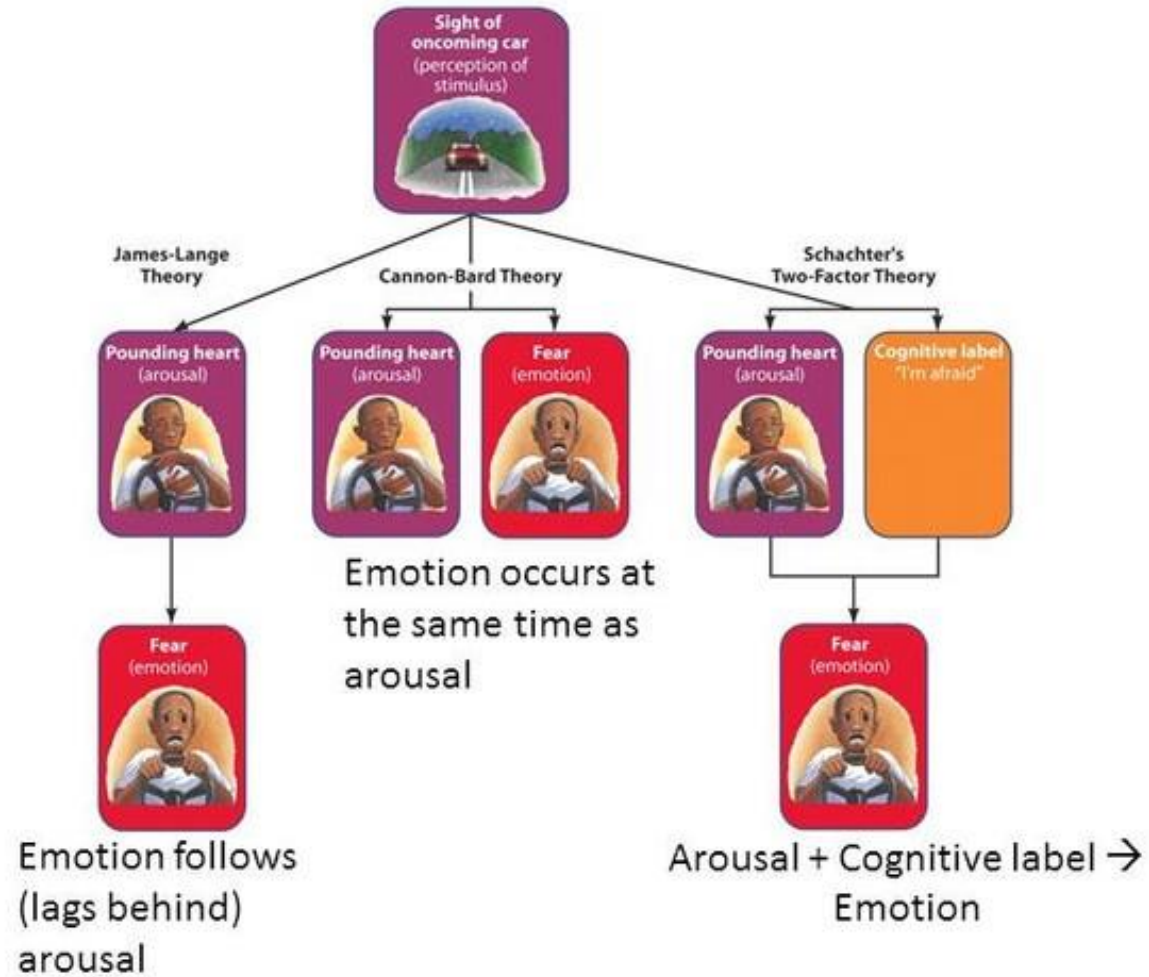 Sight of
oncoming car
(perception of
stimulus)
James-Lange
Theory
Cannon-Bard Theory
Schachter's
Two-Factor Theory
Pounding heart
(arousal)
Pounding heart
(arousal)
Fear
(emotion)
Pounding heart
(arousal)
Cognitive label
"I'm afraid"
Emotion occurs at
the same time as
arousal
Fear
(emotion)
Fear
(emotion)
Emotion follows
(lags behind)
arousal
Arousal + Cognitive label →
Emotion